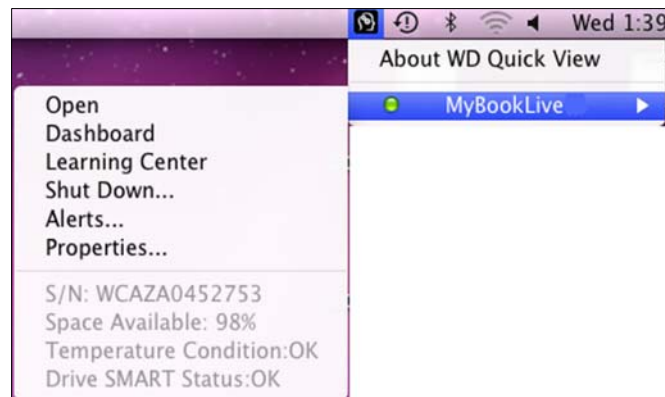 Wed 1:39
About WD Quick View
MyBookLive
Open
Dashboard
Learning Center
Shut Down...
Alerts...
Properties...
S/N: WCAZA0452753
Space Available: 98%
Temperature Condition:OK
Drive SMART Status:OK